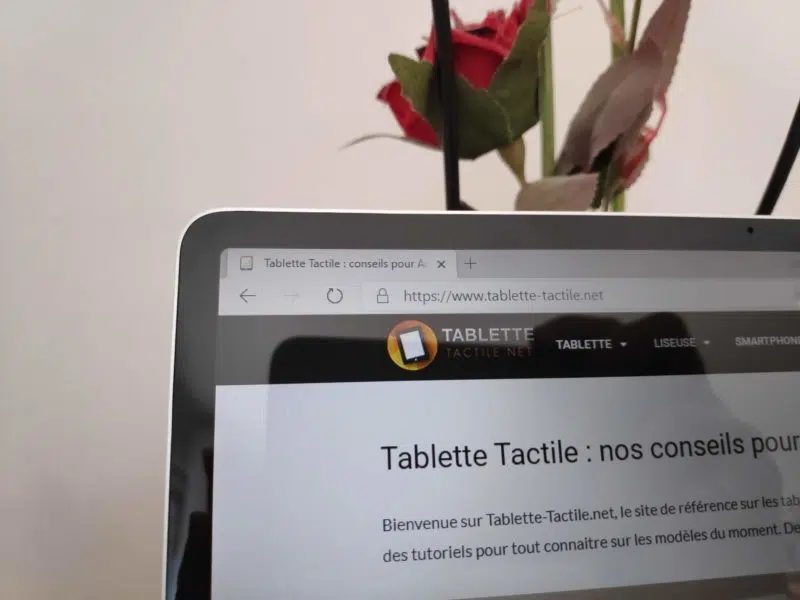 Tablette Tactile : conseils pour A
https://www.tablette-tactile.net
TABLETTE
TACTILE NET
TABLETTE LISEUSE SMARTPHONE
Tablette Tactile : nos conseils pour
Bienvenue sur Tablette-Tactile.net, le site de référence sur les tab
des tutoriels pour tout connaitre sur les modèles du moment. De